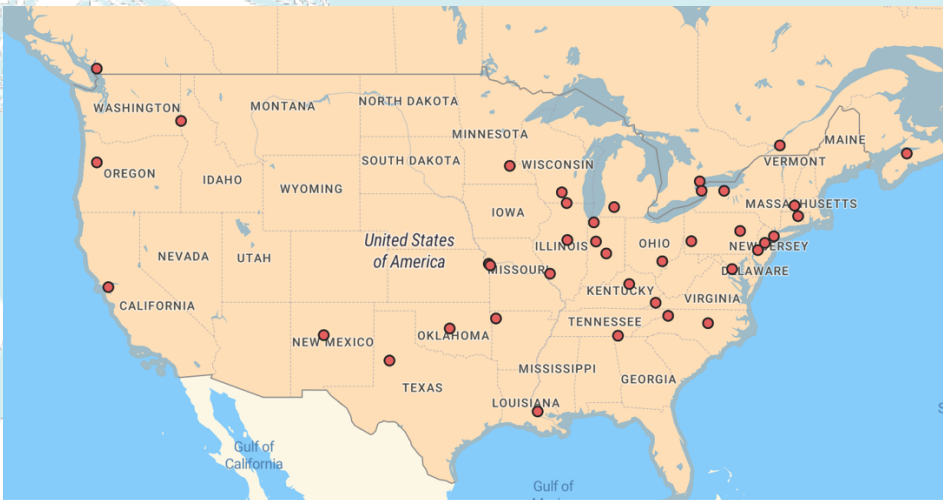 NORTH DAKOTA
WASHINGTON
MONTANA
MINNESOTA
MAINE
SOUTH DAKOTA
WISCONSIN
VERMONT
OREGON
IDAHO
WYOMING
MASSACHUSETTS
IOWA
United States
of America
ILLINOIS
OHIO
NEW JERSEY
NEVADA
UTAH
MISSOURI
DELAWARE
KENTUCKY
VIRGINIA
CALIFORNIA
TENNESSEE
OKLAHOMA
NEW MEXICO
MISSISSIPPI
GEORGIA
TEXAS
LOUISIANA
Gulf of
California
Gulf of